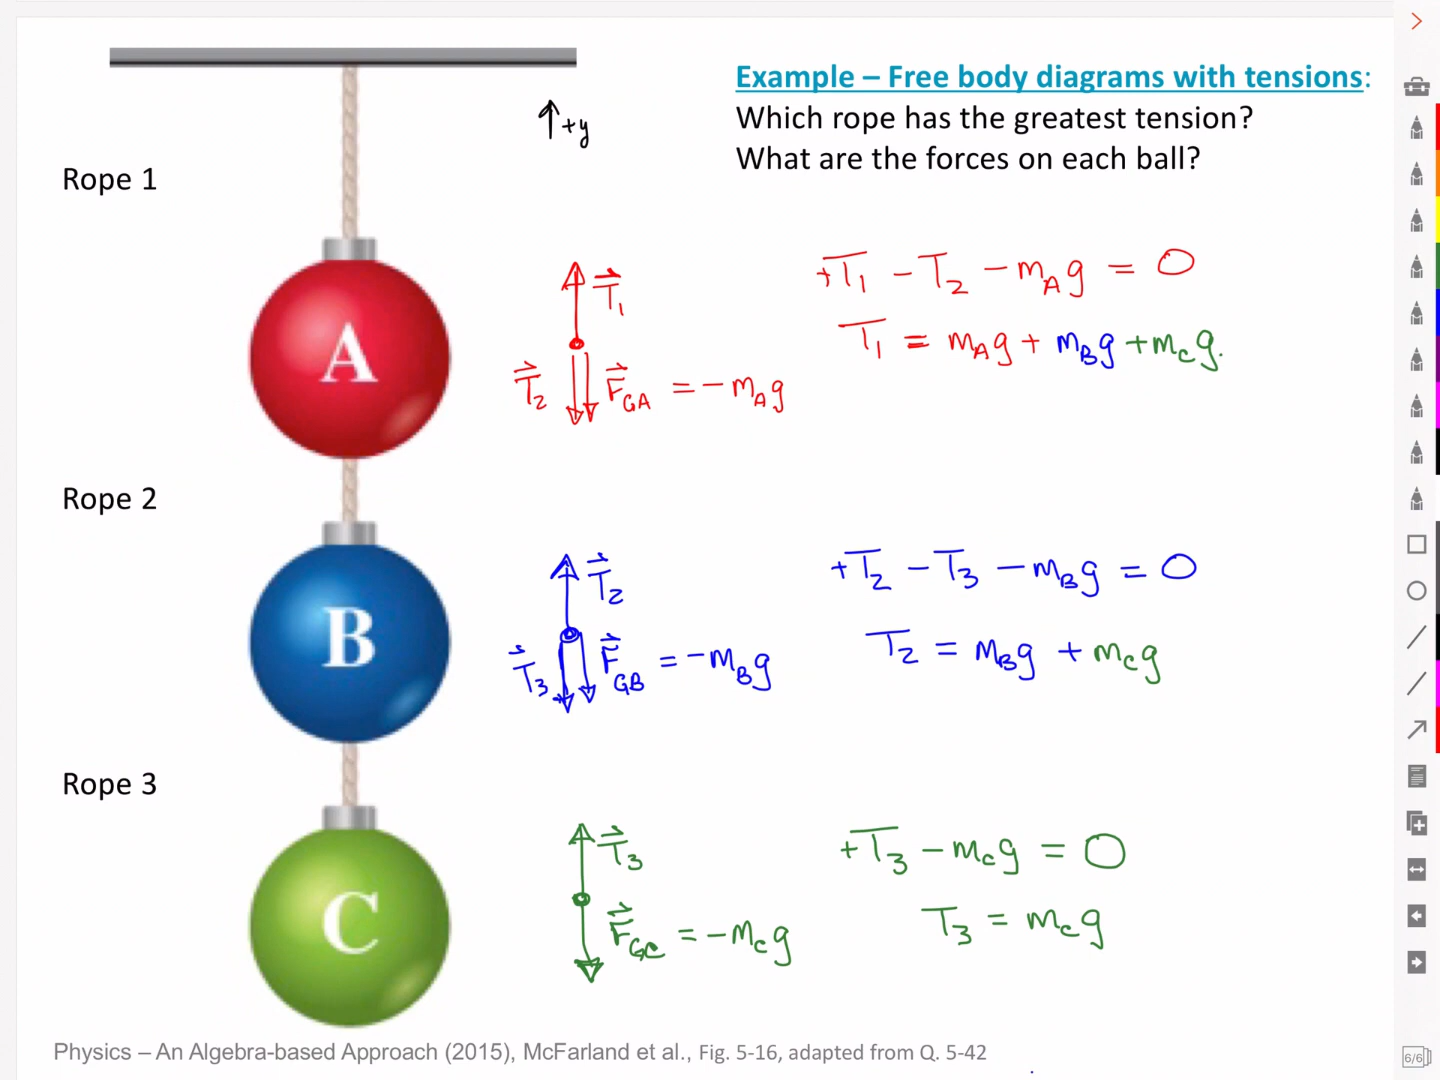 Example – Free body diagrams with tensions:
Which rope has the greatest tension?
What are the forces on each ball?
↑+y
Rope 1
A
T⃗₁
T⃗₂ F⃗GA = -mAg
+T₁ - T₂ - mAg = 0
T₁ = mAg + mBg + mCg.
Rope 2
B
T⃗₂
T⃗₃ F⃗GB = -mBg
+T₂ - T₃ - mBg = 0
T₂ = mBg + mCg
Rope 3
C
T⃗₃
F⃗GC = -mCg
+T₃ - mCg = 0
T₃ = mCg
Physics – An Algebra-based Approach (2015), McFarland et al., Fig. 5-16, adapted from Q. 5-42
6/6